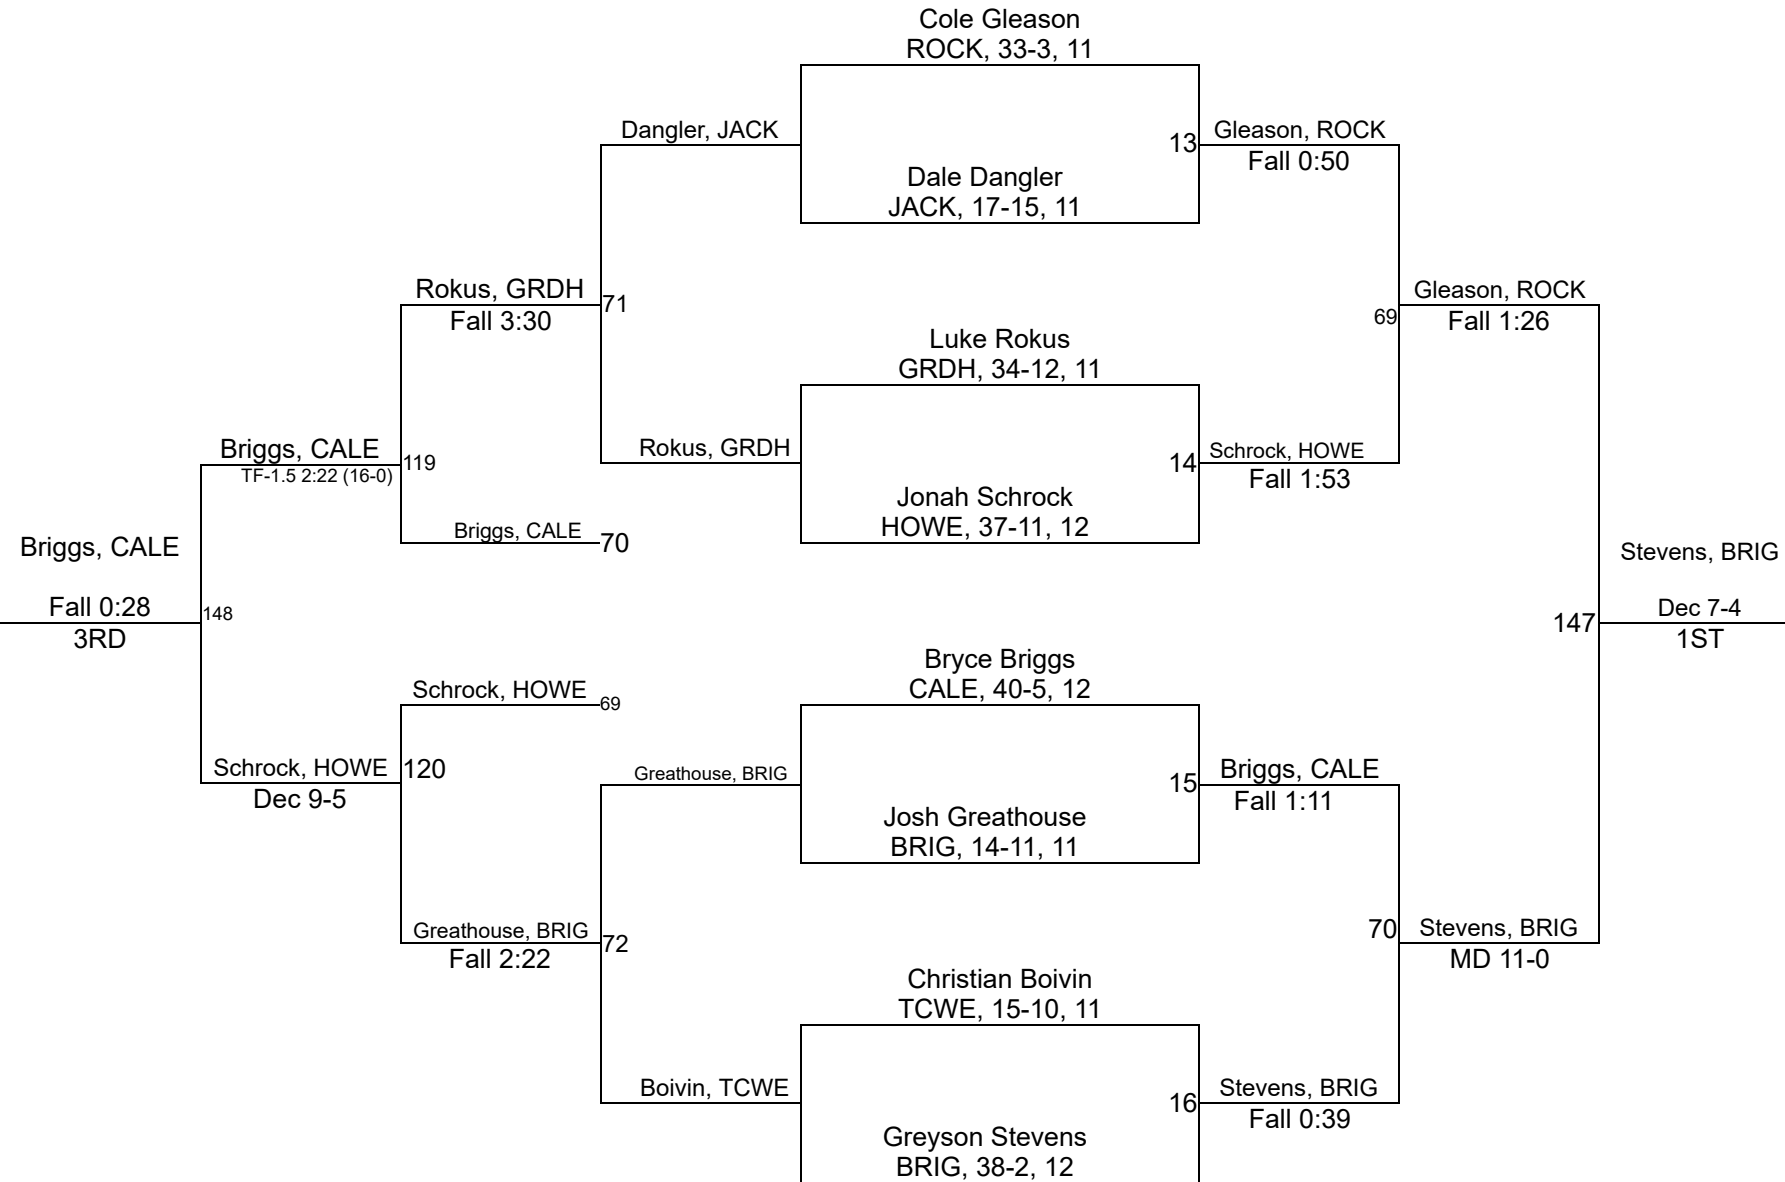 Cole Gleason
ROCK, 33-3, 11
Dangler, JACK
13
Gleason, ROCK
Fall 0:50
Dale Dangler
JACK, 17-15, 11
Rokus, GRDH
Fall 3:30
71
69
Gleason, ROCK
Fall 1:26
Luke Rokus
GRDH, 34-12, 11
Briggs, CALE
TF-1.5 2:22 (16-0)
119
Rokus, GRDH
14
Schrock, HOWE
Fall 1:53
Jonah Schrock
HOWE, 37-11, 12
Briggs, CALE
70
Briggs, CALE
Fall 0:28
3RD
148
Stevens, BRIG
147
Dec 7-4
1ST
Bryce Briggs
CALE, 40-5, 12
Schrock, HOWE
69
Schrock, HOWE
Dec 9-5
120
Greathouse, BRIG
15
Briggs, CALE
Fall 1:11
Josh Greathouse
BRIG, 14-11, 11
Greathouse, BRIG
Fall 2:22
72
70
Stevens, BRIG
MD 11-0
Christian Boivin
TCWE, 15-10, 11
Boivin, TCWE
16
Stevens, BRIG
Fall 0:39
Greyson Stevens
BRIG, 38-2, 12